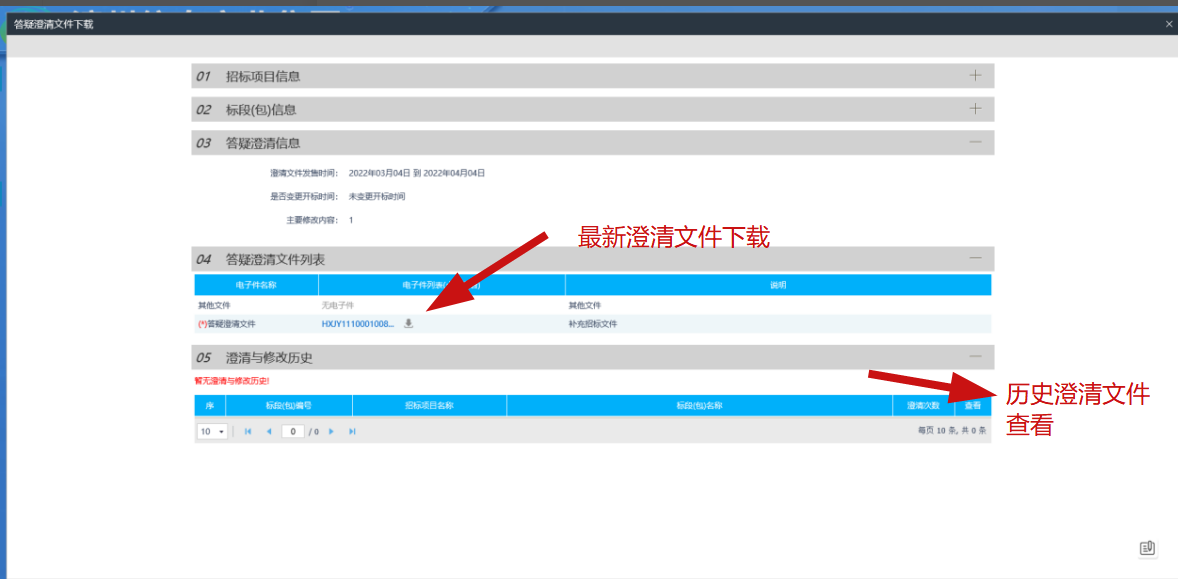 答疑澄清文件下载
01 招标项目信息
02 标段(包)信息
03 答疑澄清信息
澄清文件发售时间： 2022年03月04日 到 2022年04月04日
是否变更开标时间： 未变更开标时间
主要修改内容： 1
最新澄清文件下载
04 答疑澄清文件列表
电子件名称 电子件列表 说明
其他文件 无电子件 其他文件
(*)答疑澄清文件 HXJY1110001008... 补充招标文件
05 澄清与修改历史
暂无澄清与修改历史!
序 标段(包)编号 招标项目名称 标段(包)名称 澄清次数 查看
历史澄清文件
查看
10 0 / 0 每页 10 条, 共 0 条